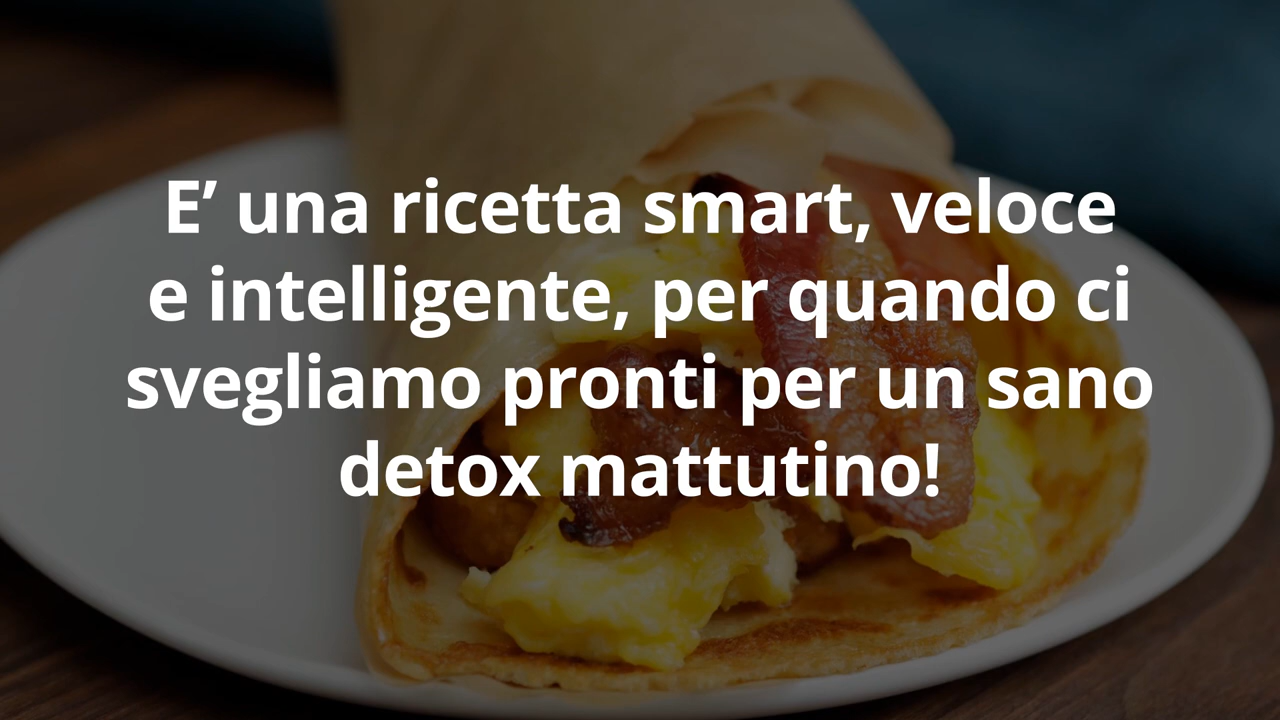 E’ una ricetta smart, veloce
e intelligente, per quando ci
svegliamo pronti per un sano
detox mattutino!